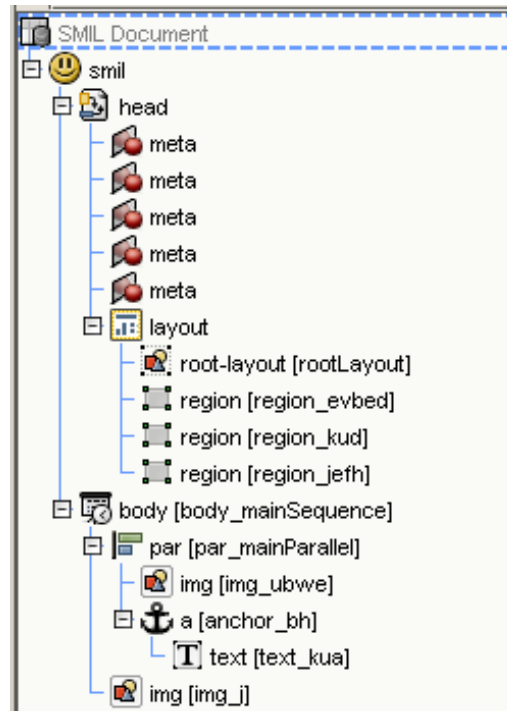 SMIL Document
smil
head
meta
meta
meta
meta
meta
layout
root-layout [rootLayout]
region [region_evbed]
region [region_kud]
region [region_jefh]
body [body_mainSequence]
par [par_mainParallel]
img [img_ubvwe]
a [anchor_bh]
T text [text_kua]
img [img_j]